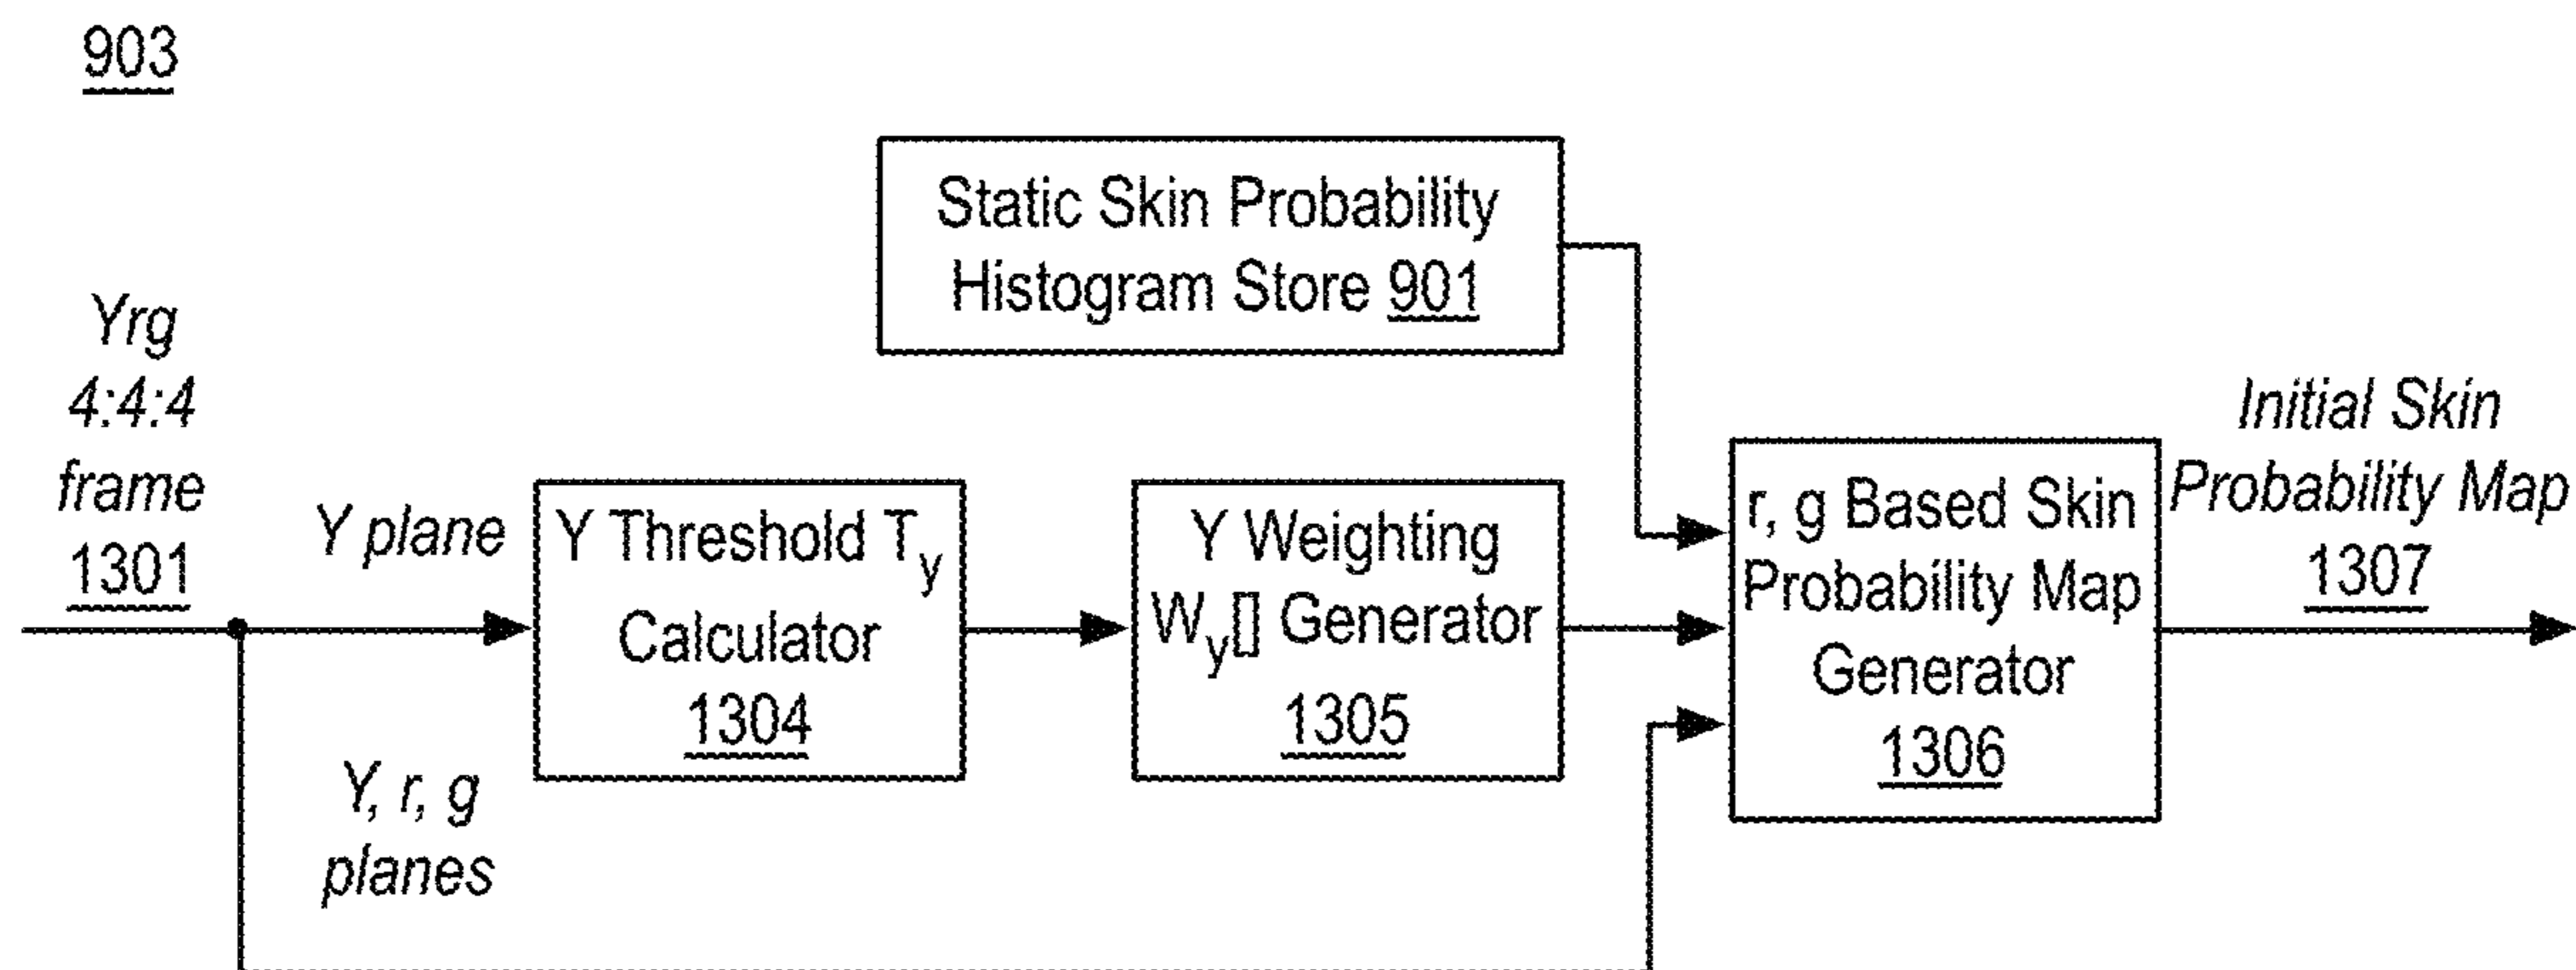 903
Static Skin Probability
Histogram Store 901
Yrg
4:4:4
frame
1301
Y plane
Y, r, g
planes
Y Threshold Ty
Calculator
1304
Y Weighting
Wy[] Generator
1305
r, g Based Skin
Probability Map
Generator
1306
Initial Skin
Probability Map
1307